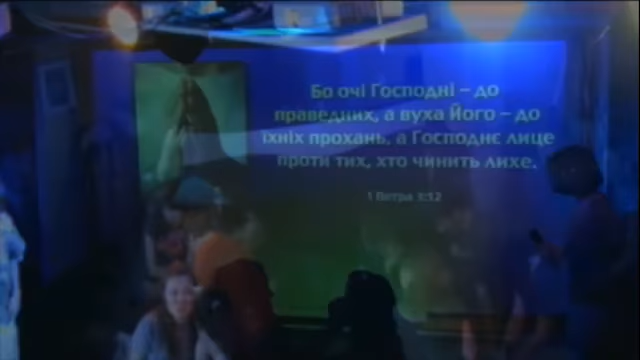 Бо очі Господні – до
праведних, а вуха Його – до
їхніх прохань, а Господнє лице
проти тих, хто чинить лихе.
1 Петра 3:12